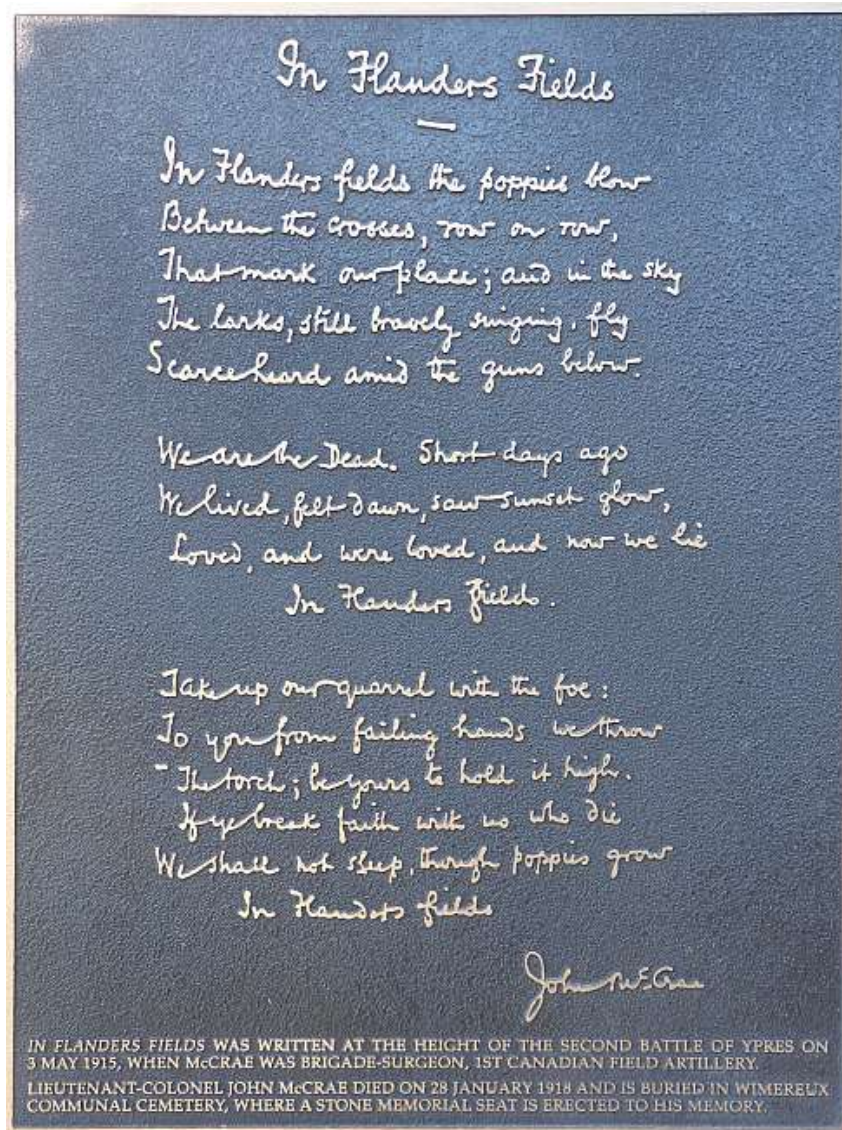 In Flanders Fields
In Flanders fields the poppies blow
Between the crosses, row on row,
That mark our place; and in the sky
The larks, still bravely singing, fly
Scarce heard amid the guns below.
We are the Dead. Short days ago
We lived, felt dawn, saw sunset glow,
Loved, and were loved, and now we lie
In Flanders fields.
Take up our quarrel with the foe:
To you from failing hands we throw
The torch; be yours to hold it high.
If ye break faith with us who die
We shall not sleep, though poppies grow
In Flanders fields
John McCrae
IN FLANDERS FIELDS WAS WRITTEN AT THE HEIGHT OF THE SECOND BATTLE OF YPRES ON
3 MAY 1915, WHEN McCRAE WAS BRIGADE-SURGEON, 1ST CANADIAN FIELD ARTILLERY.
LIEUTENANT-COLONEL JOHN McCRAE DIED ON 28 JANUARY 1918 AND IS BURIED IN WIMEREUX
COMMUNAL CEMETERY, WHERE A STONE MEMORIAL SEAT IS ERECTED TO HIS MEMORY.